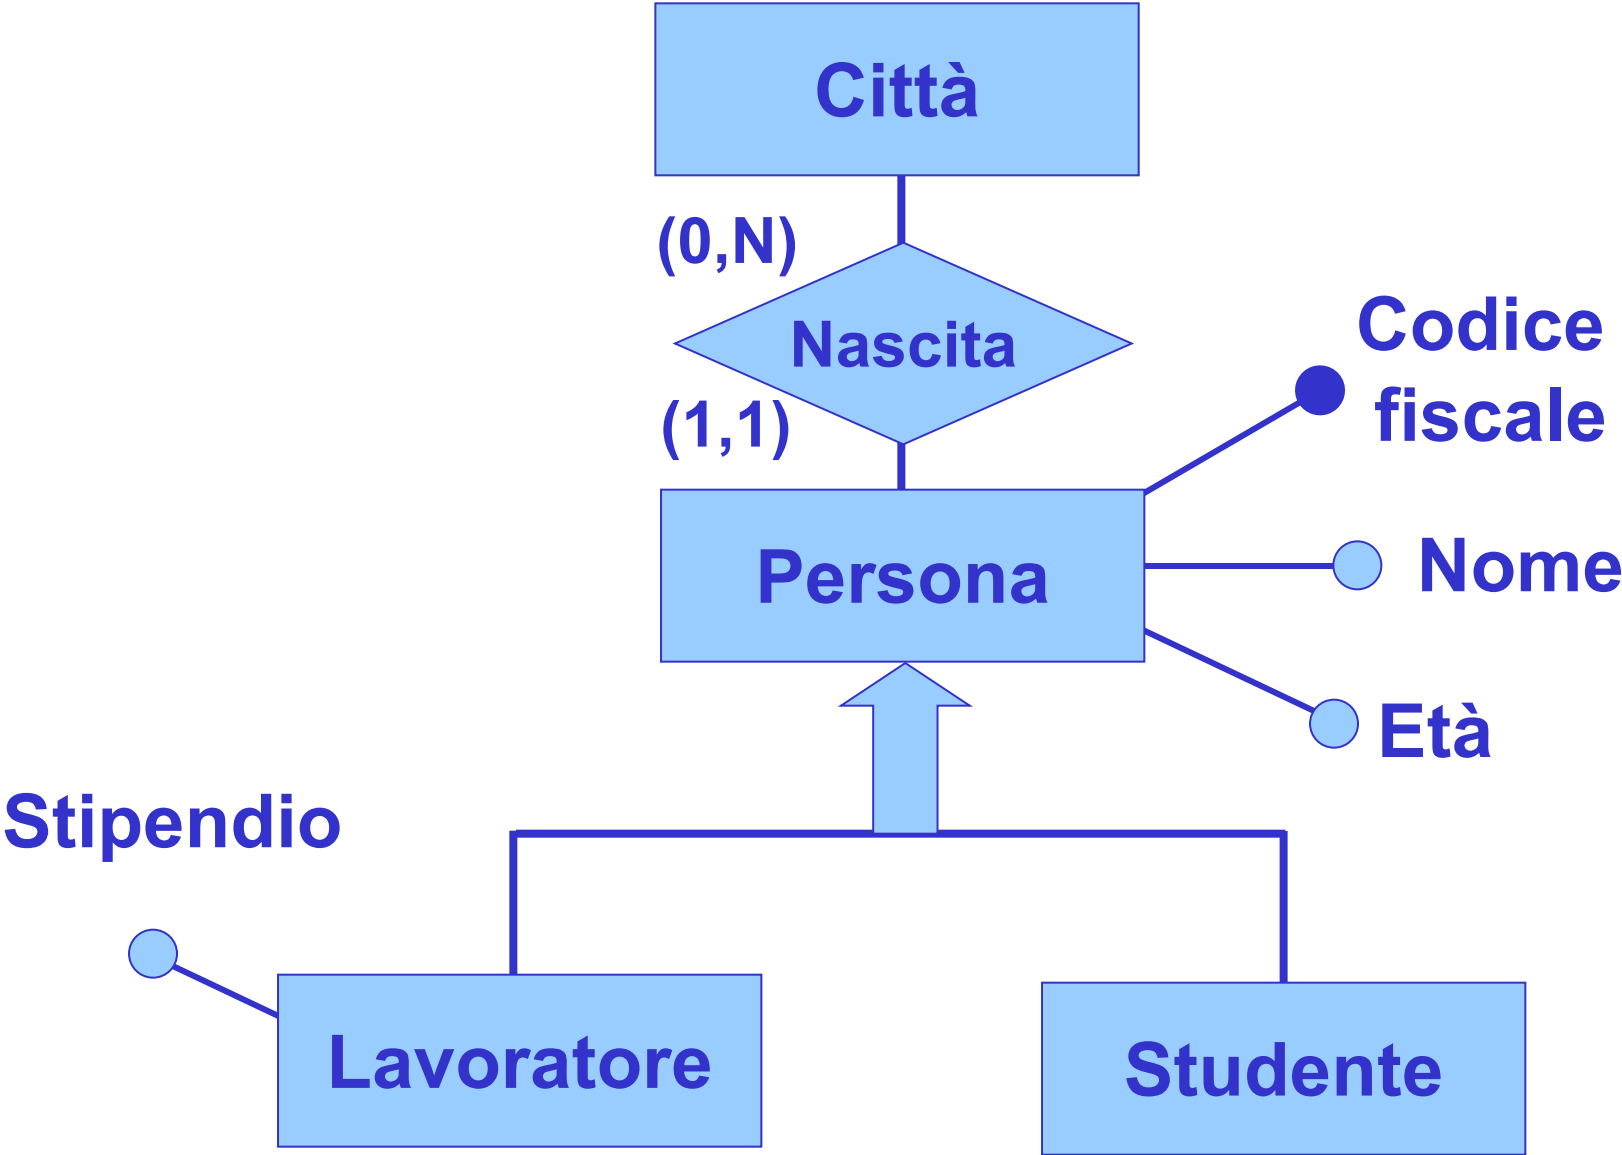 Città
(0,N)
Nascita
(1,1)
Codice
fiscale
Persona
Nome
Età
Stipendio
Lavoratore
Studente